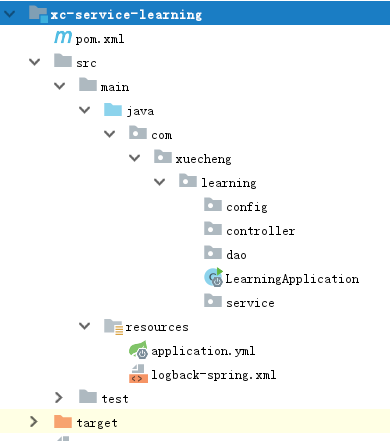 xc-service-learning
pom.xml
src
main
java
com
xuecheng
learning
config
controller
dao
LearningApplication
service
resources
application.yml
logback-spring.xml
test
target